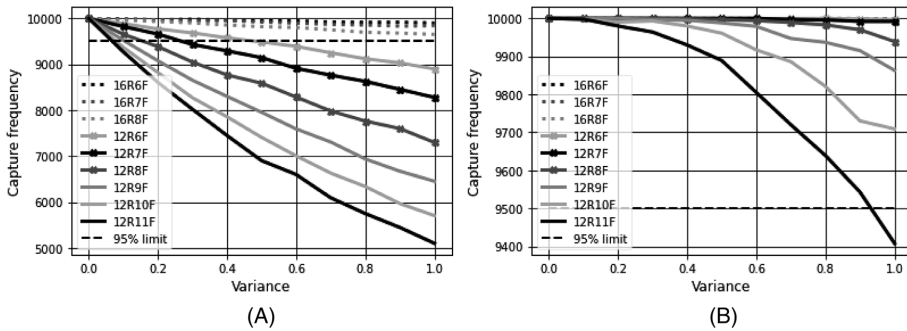 10000
9000
8000
7000
6000
5000
Capture frequency
16R6F
16R7F
16R8F
12R6F
12R7F
12R8F
12R9F
12R10F
12R11F
95% limit
0.0 0.2 0.4 0.6 0.8 1.0
Variance
(A)
10000
9900
9800
9700
9600
9500
9400
Capture frequency
16R6F
16R7F
16R8F
12R6F
12R7F
12R8F
12R9F
12R10F
12R11F
95% limit
0.0 0.2 0.4 0.6 0.8 1.0
Variance
(B)